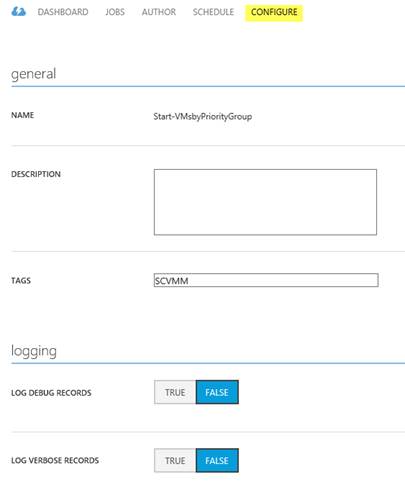 DASHBOARD JOBS AUTHOR SCHEDULE CONFIGURE
general
NAME Start-VMsbyPriorityGroup
DESCRIPTION
TAGS SCVMM
logging
LOG DEBUG RECORDS TRUE FALSE
LOG VERBOSE RECORDS TRUE FALSE